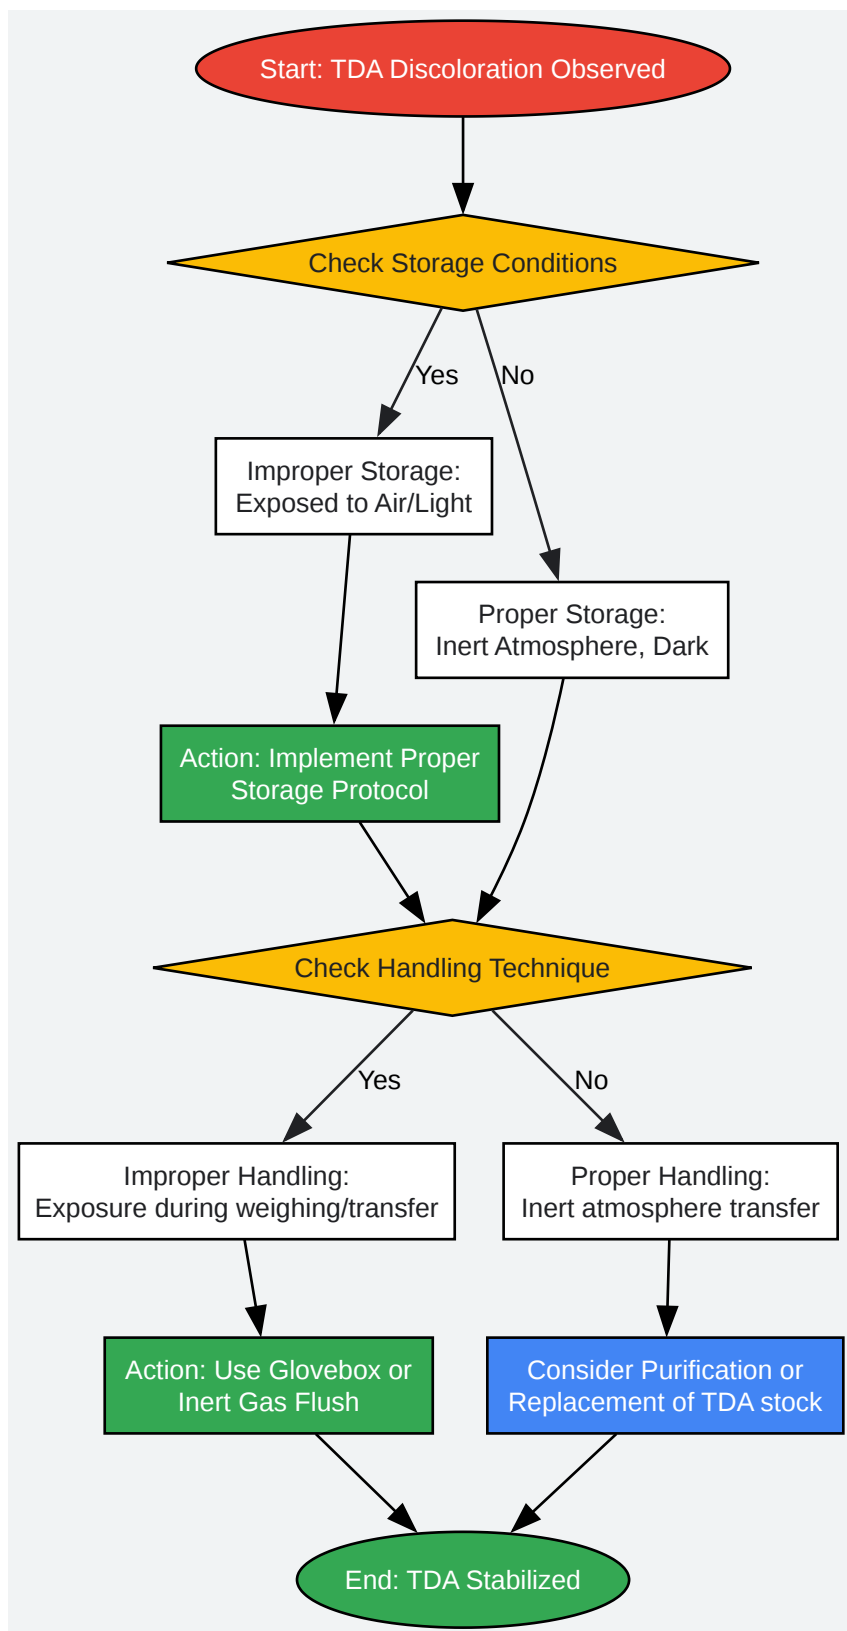 Start: TDA Discoloration Observed
Check Storage Conditions
Yes
No
Improper Storage:
Exposed to Air/Light
Proper Storage:
Inert Atmosphere, Dark
Action: Implement Proper
Storage Protocol
Check Handling Technique
Yes
No
Improper Handling:
Exposure during weighing/transfer
Proper Handling:
Inert atmosphere transfer
Action: Use Glovebox or
Inert Gas Flush
Consider Purification or
Replacement of TDA stock
End: TDA Stabilized